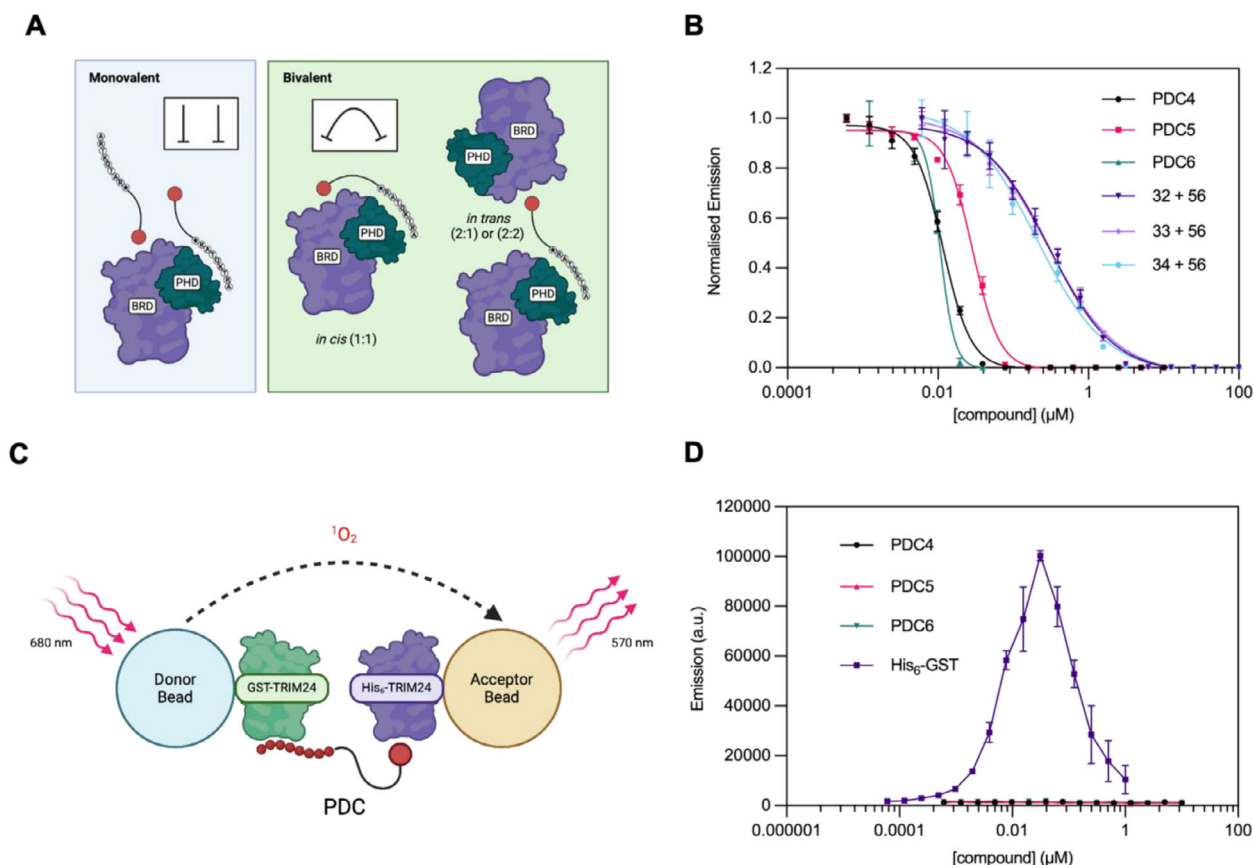 A
Monovalent
BRD
PHD
Bivalent
BRD
PHD
in cis (1:1)
BRD
PHD
in trans
(2:1) or (2:2)
BRD
PHD
B
1.2
1.0
0.8
0.6
0.4
0.2
0.0
Normalised Emission
0.0001
0.01
1
100
[compound] (μM)
PDC4
PDC5
PDC6
32 + 56
33 + 56
34 + 56
C
¹O₂
680 nm
570 nm
Donor
Bead
GST-TRIM24
His₆-TRIM24
Acceptor
Bead
PDC
D
120000
100000
80000
60000
40000
20000
0
Emission (a.u.)
0.000001
0.0001
0.01
1
100
[compound] (μM)
PDC4
PDC5
PDC6
His₆-GST